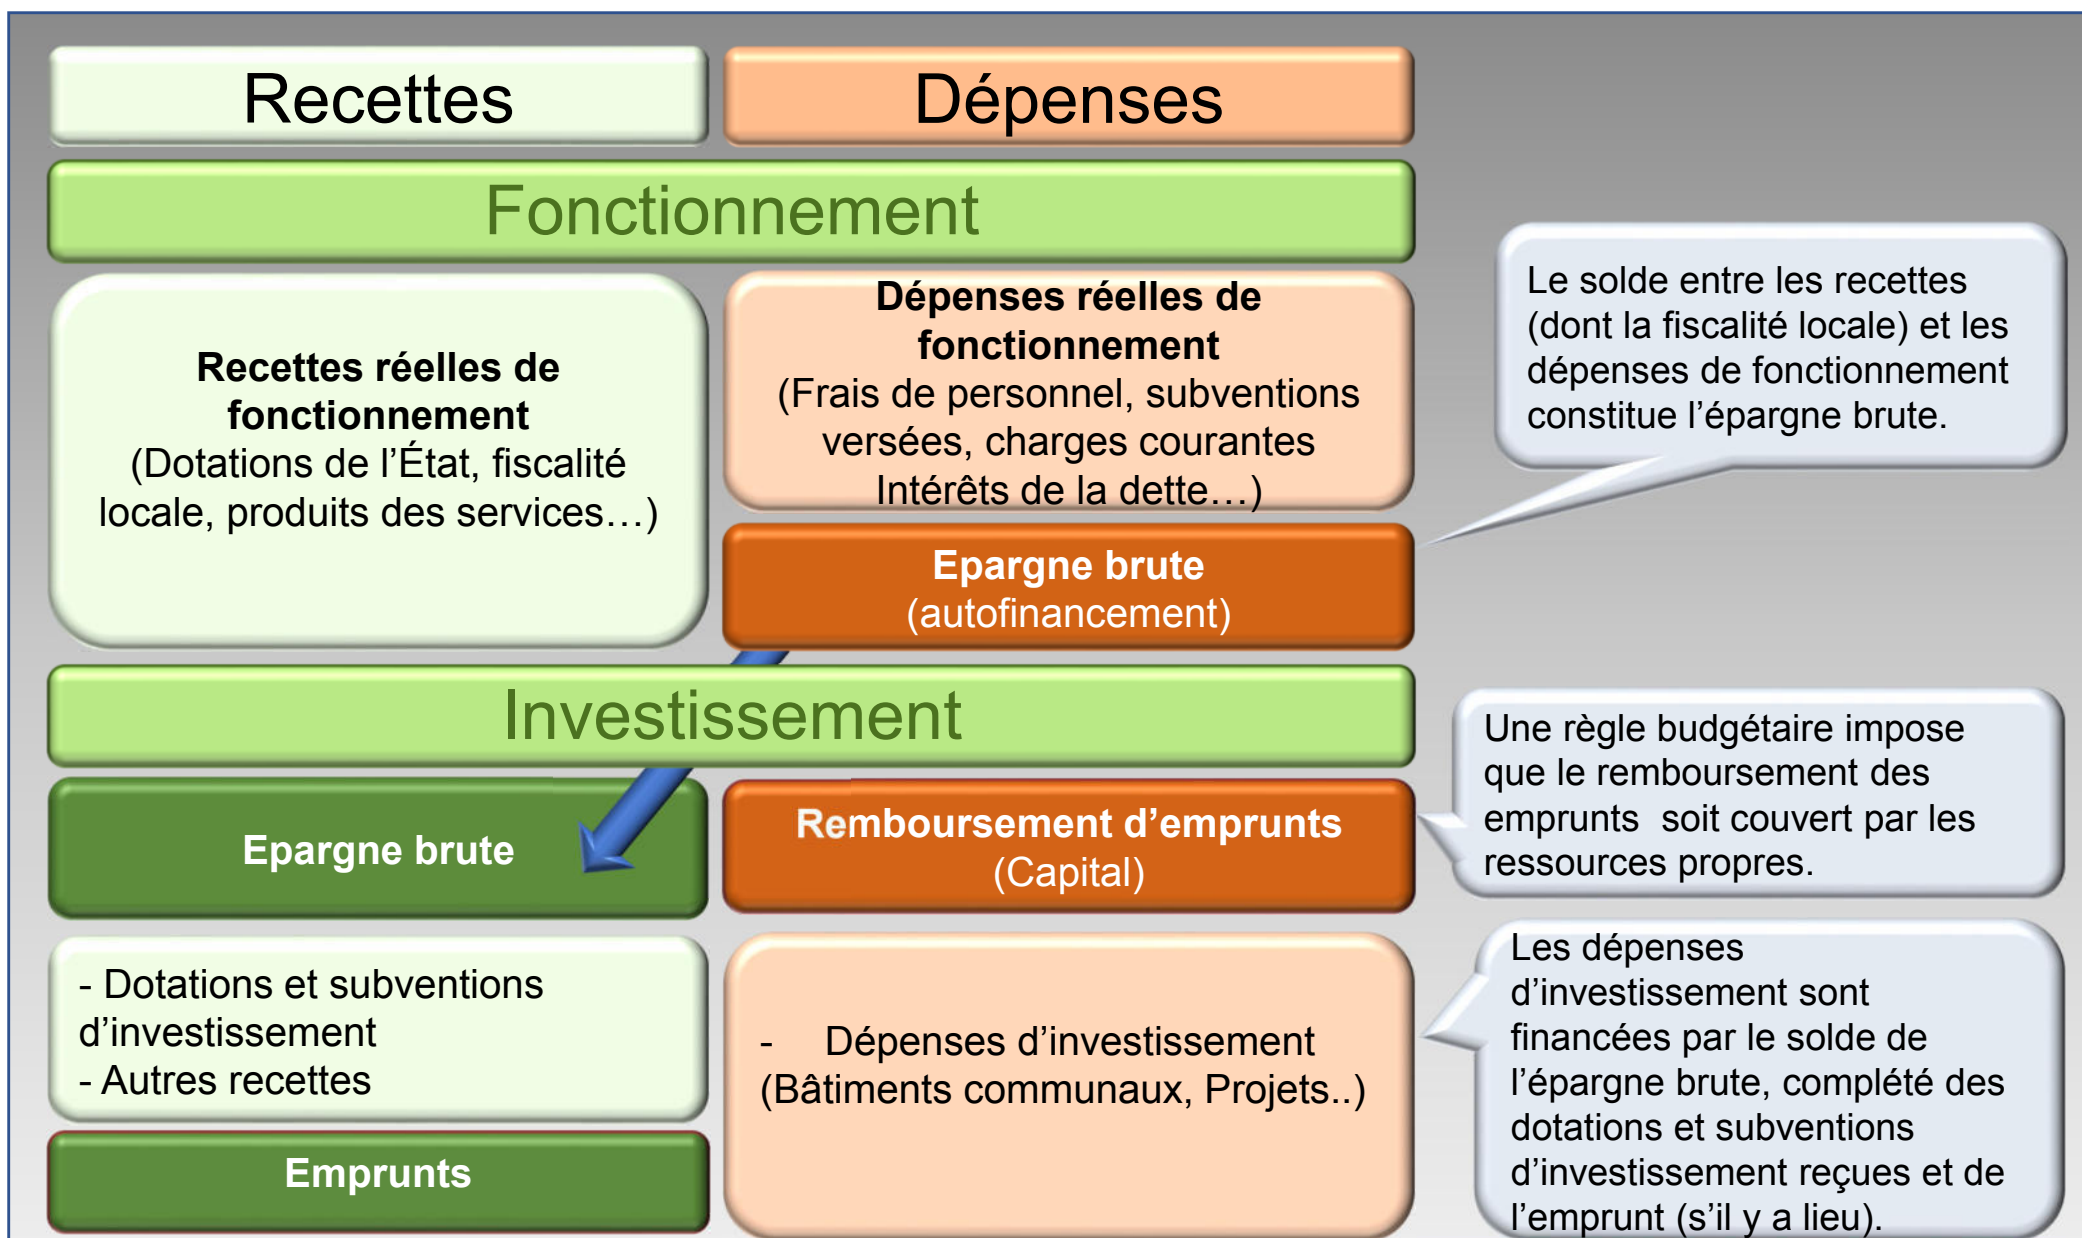 Recettes
Dépenses
Fonctionnement
Recettes réelles de
fonctionnement
(Dotations de l’État, fiscalité
locale, produits des services…)
Dépenses réelles de
fonctionnement
(Frais de personnel, subventions
versées, charges courantes
Intérêts de la dette…)
Le solde entre les recettes
(dont la fiscalité locale) et les
dépenses de fonctionnement
constitue l’épargne brute.
Epargne brute
(autofinancement)
Investissement
Epargne brute
Remboursement d’emprunts
(Capital)
Une règle budgétaire impose
que le remboursement des
emprunts  soit couvert par les
ressources propres.
- Dotations et subventions
d’investissement
- Autres recettes
- Dépenses d’investissement
(Bâtiments communaux, Projets..)
Les dépenses
d’investissement sont
financées par le solde de
l’épargne brute, complété des
dotations et subventions
d’investissement reçues et de
l’emprunt (s’il y a lieu).
Emprunts